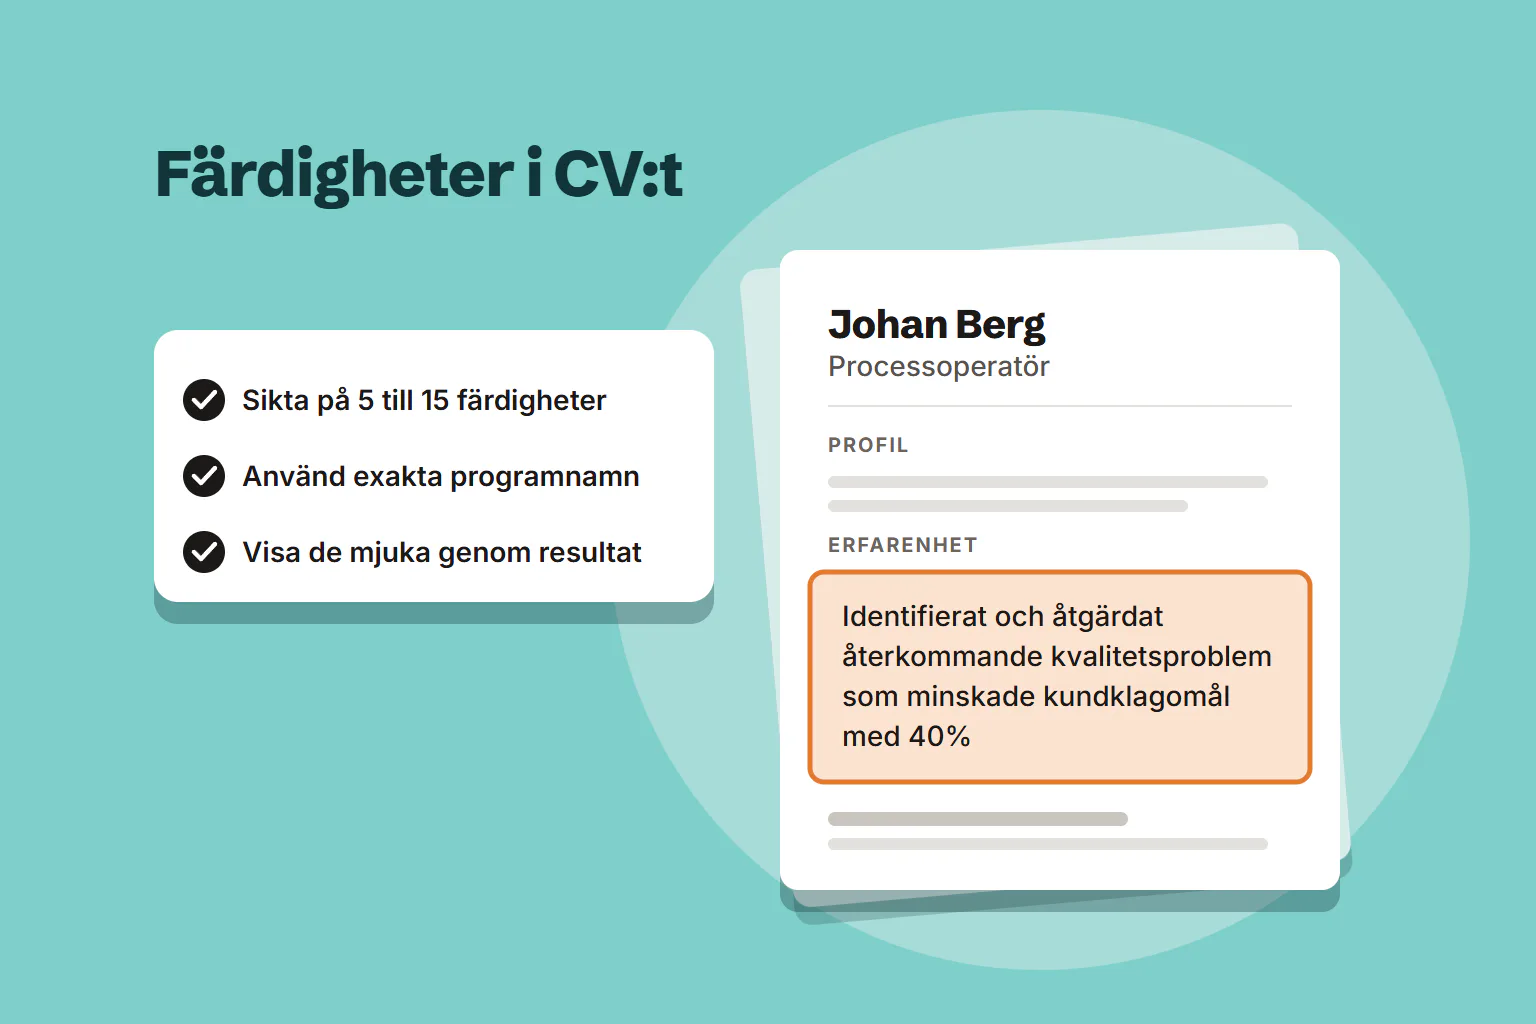 Färdigheter i CV:t
Sikta på 5 till 15 färdigheter
Använd exakta programnamn
Visa de mjuka genom resultat
Johan Berg
Processoperatör
PROFIL
ERFARENHET
Identifierat och åtgärdat
återkommande kvalitetsproblem
som minskade kundklagomål
med 40%